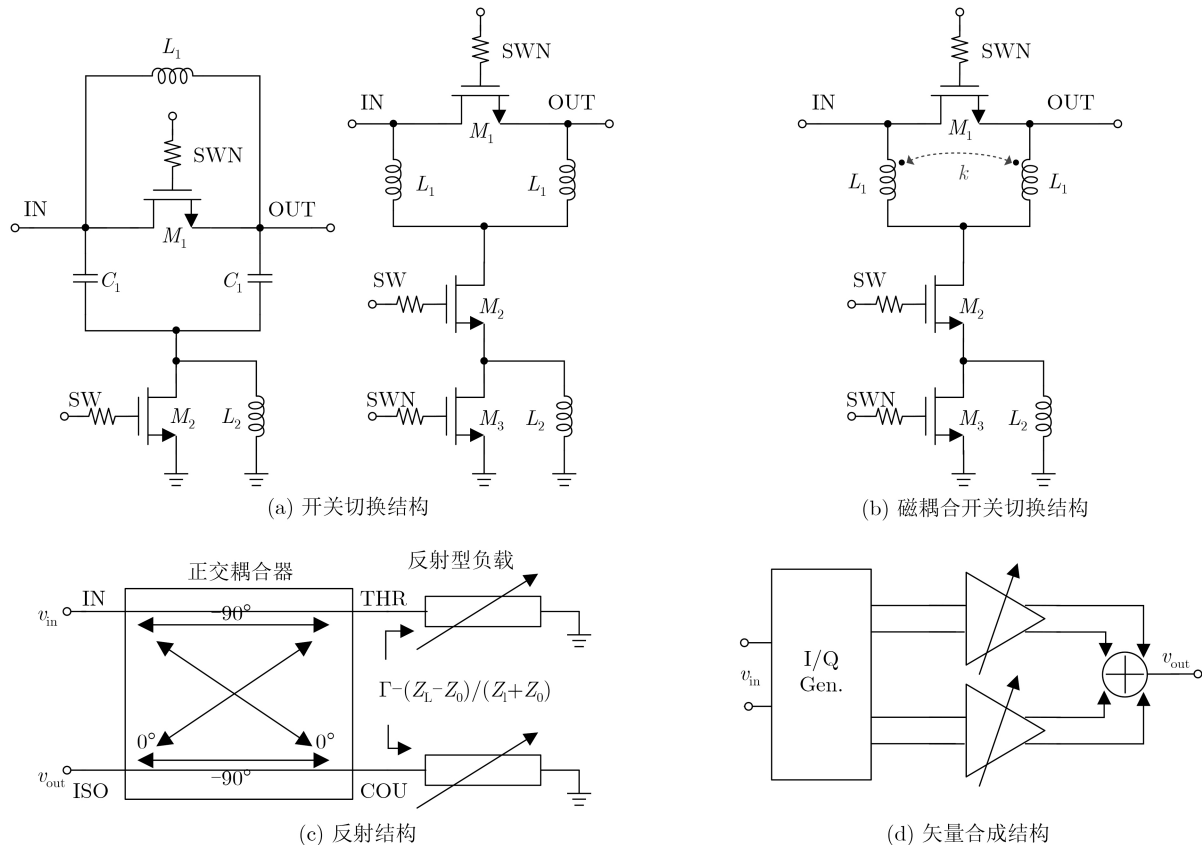 L1
SWN
IN
OUT
M1
C1
C1
SW
M2
L2
SWN
IN
OUT
M1
L1
L1
SW
M2
SWN
M3
L2
(a) 开关切换结构
SWN
IN
OUT
M1
k
L1
L1
SW
M2
SWN
M3
L2
(b) 磁耦合开关切换结构
正交耦合器
反射型负载
IN
THR
vin
−90°
Γ−(ZL−Z0)/(Zl+Z0)
0°
0°
vout
−90°
ISO
COU
(c) 反射结构
vin
I/Q
Gen.
vout
(d) 矢量合成结构